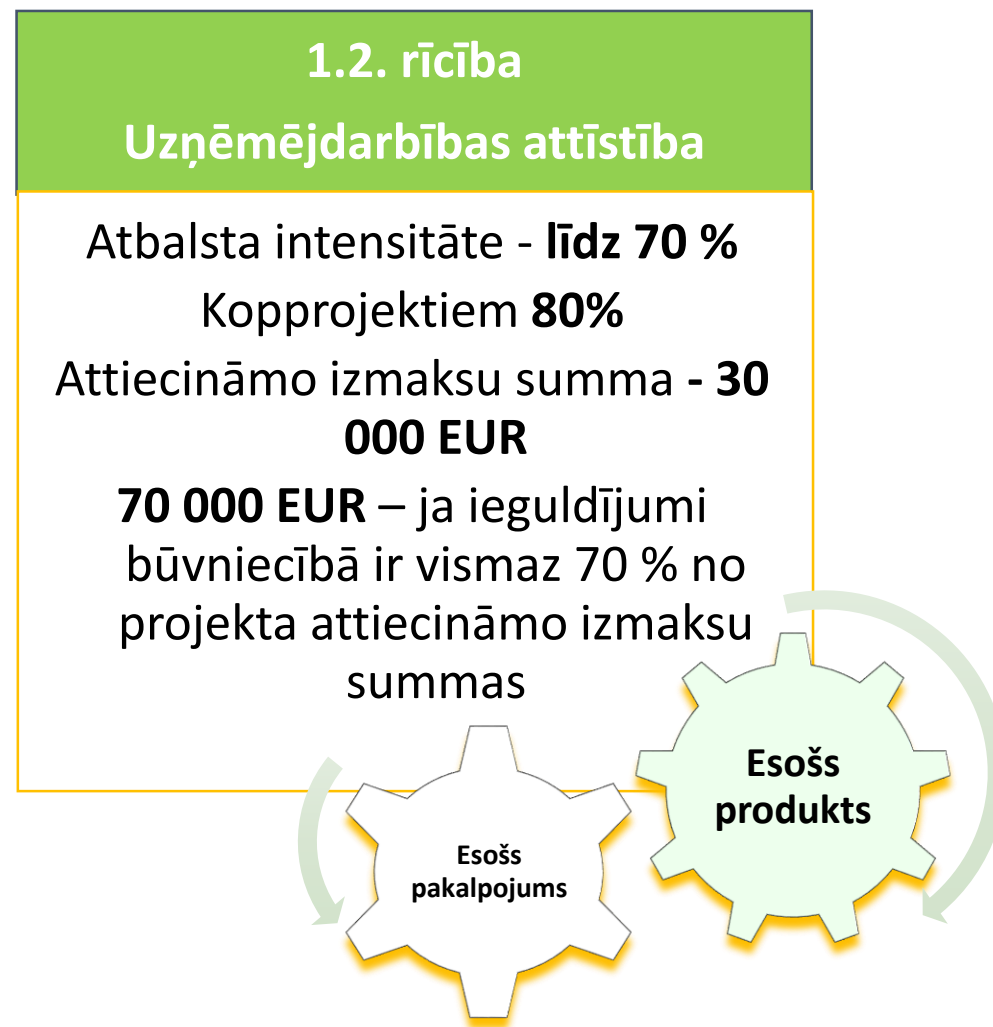 1.2. rīcība
Uzņēmējdarbības attīstība
Atbalsta intensitāte - līdz 70 %
Kopprojektiem 80%
Attiecināmo izmaksu summa - 30
000 EUR
70 000 EUR – ja ieguldījumi
būvniecībā ir vismaz 70 % no
projekta attiecināmo izmaksu
summas
Esošs
produkts
Esošs
pakalpojums